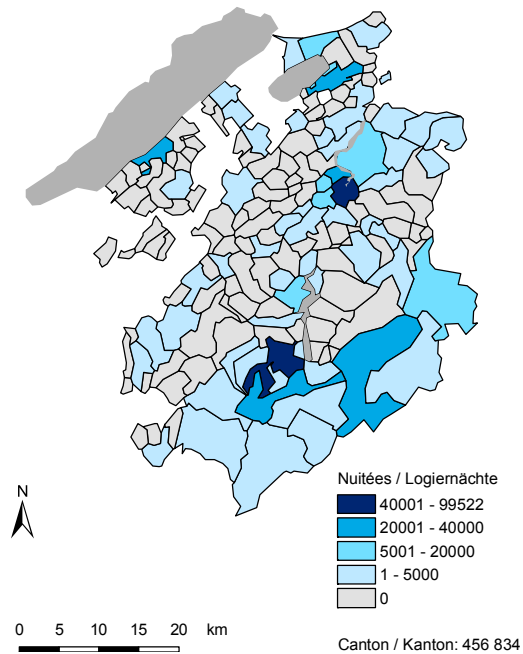 Nuitées / Logiernächte
40001 - 99522
20001 - 40000
5001 - 20000
1 - 5000
0
N
0 5 10 15 20 km
Canton / Kanton: 456 834